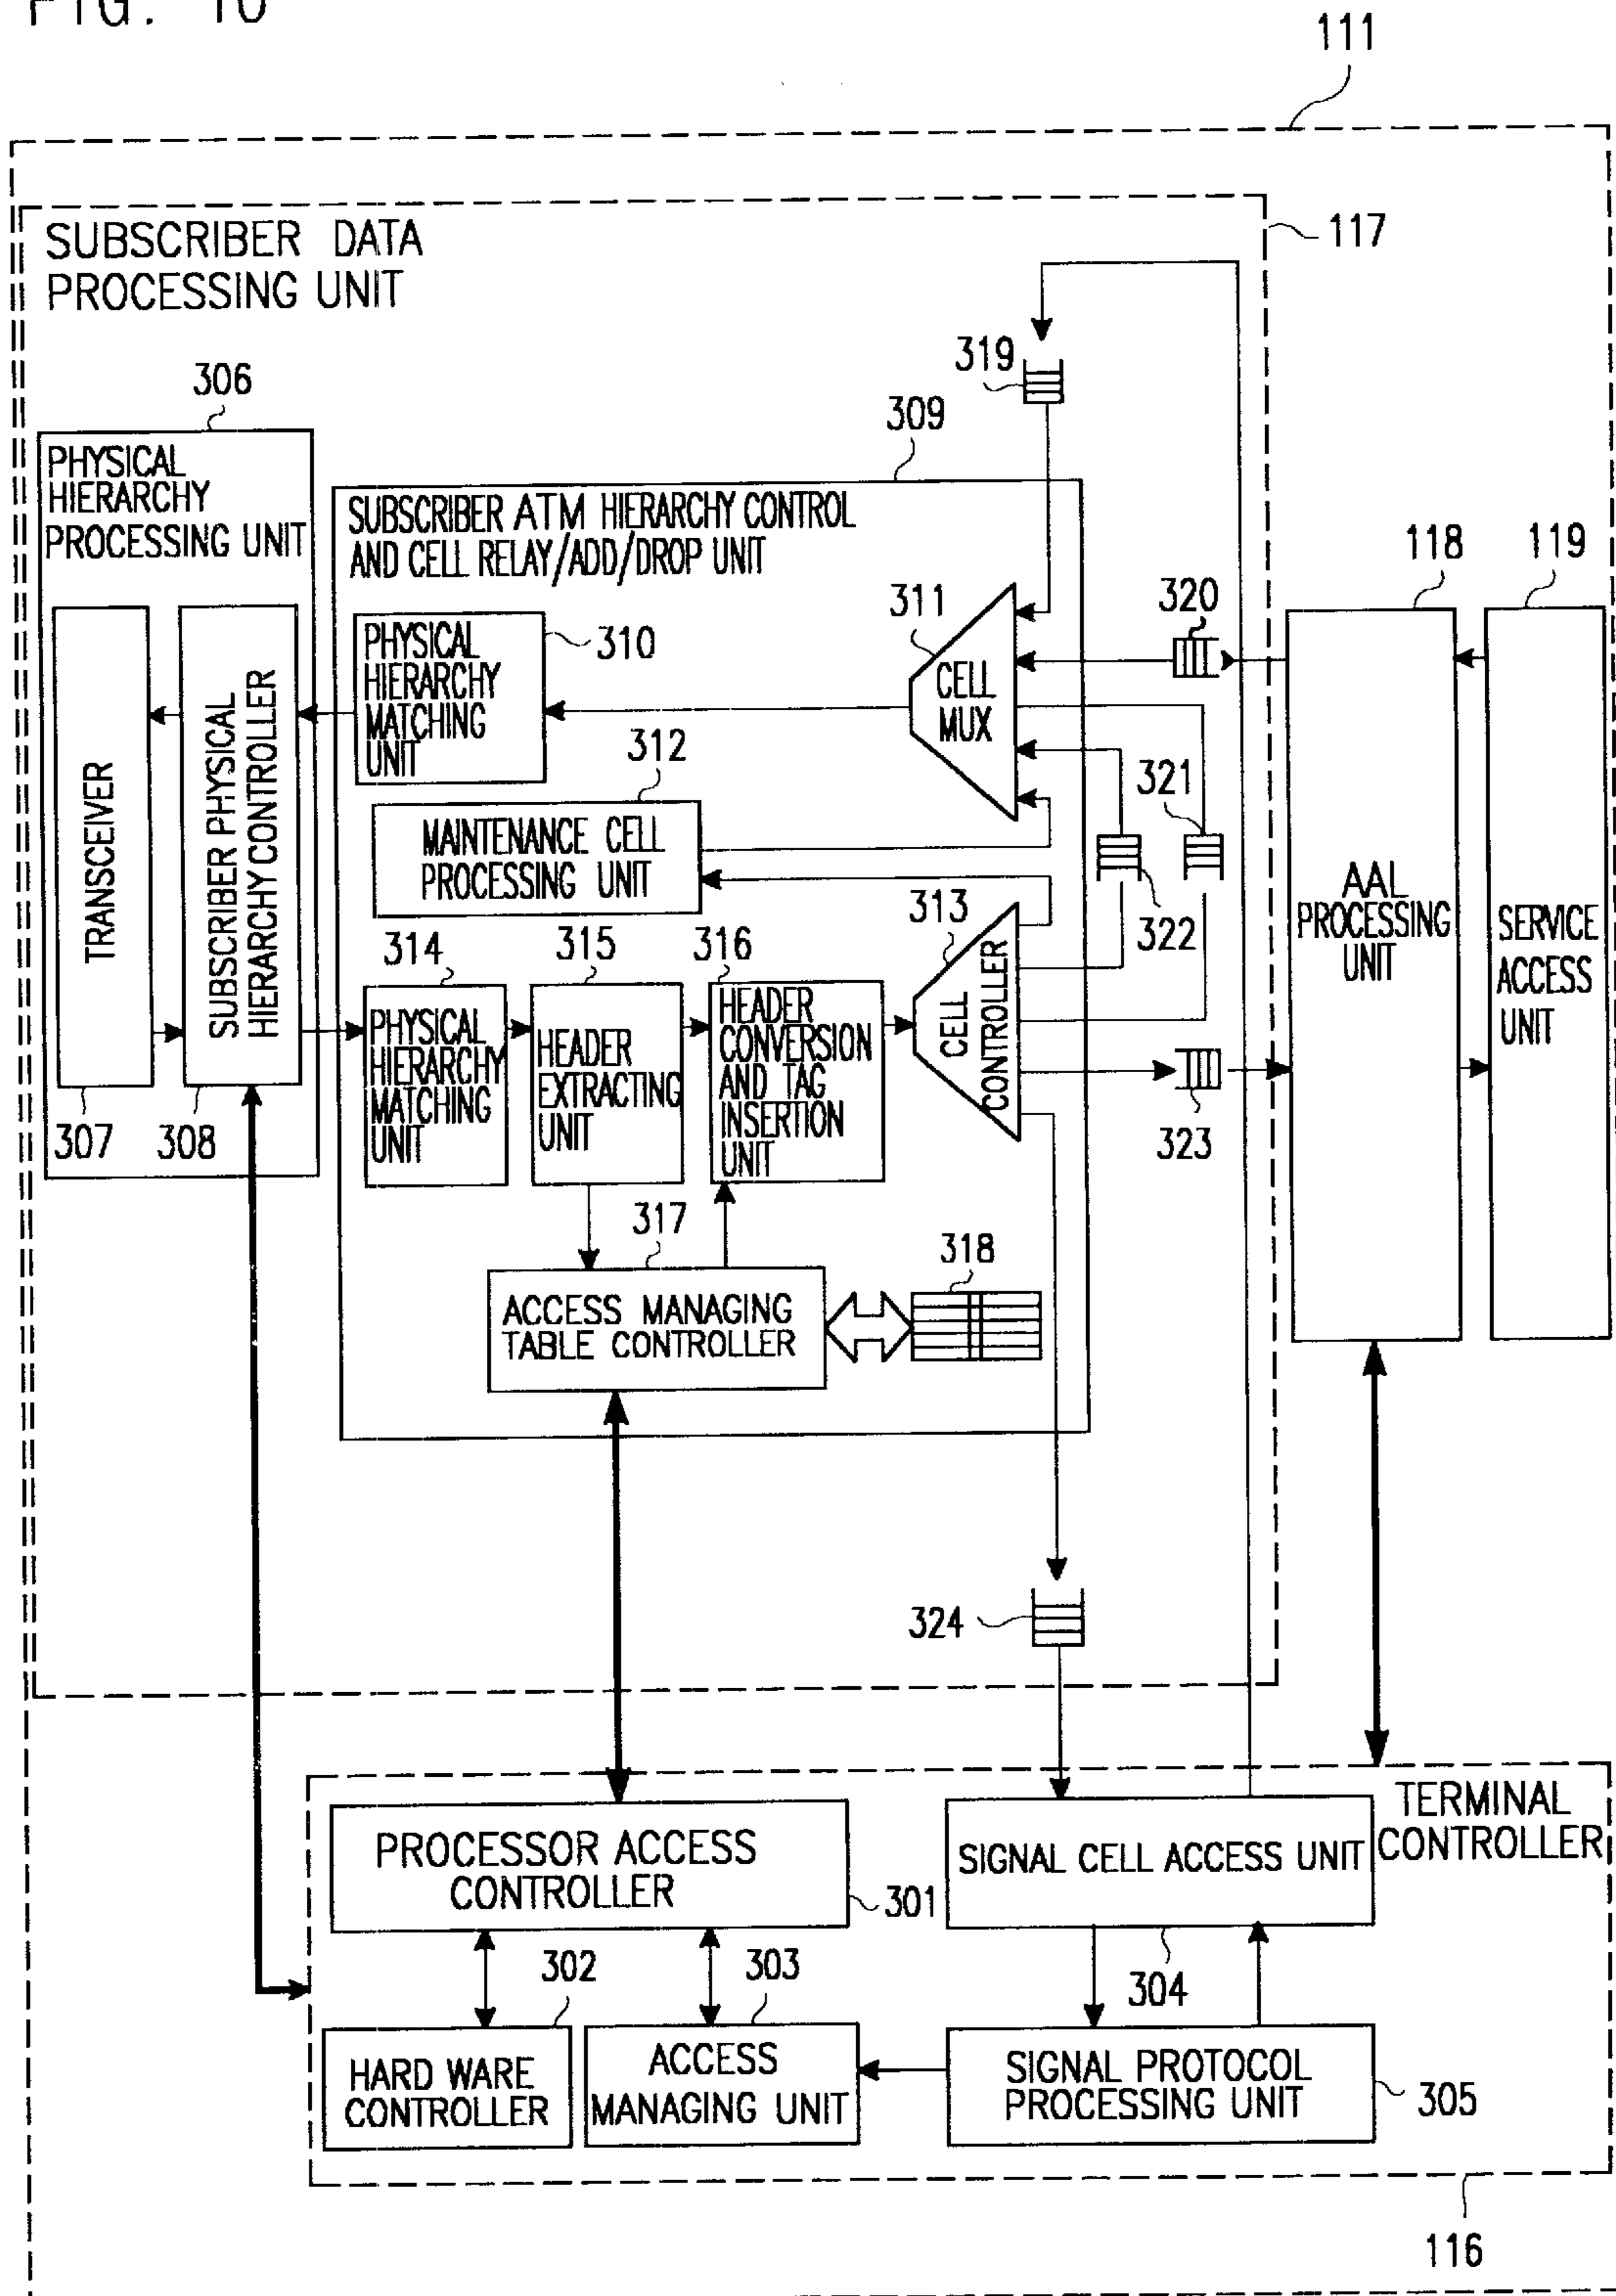 FIG. 10
111
SUBSCRIBER DATA
PROCESSING UNIT
117
319
306
309
PHYSICAL
HIERARCHY
PROCESSING UNIT
SUBSCRIBER ATM HIERARCHY CONTROL
AND CELL RELAY/ADD/DROP UNIT
118
119
311
320
PHYSICAL
HIERARCHY
MATCHING
UNIT
310
CELL
MUX
312
321
TRANSCEIVER
SUBSCRIBER PHYSICAL
HIERARCHY CONTROLLER
MAINTENANCE CELL
PROCESSING UNIT
322
AAL
PROCESSING
UNIT
SERVICE
ACCESS
UNIT
313
314
315
316
PHYSICAL
HIERARCHY
MATCHING
UNIT
HEADER
EXTRACTING
UNIT
HEADER
CONVERSION
AND TAG
INSERTION
UNIT
CELL
CONTROLLER
323
307
308
317
318
ACCESS MANAGING
TABLE CONTROLLER
324
TERMINAL
CONTROLLER
PROCESSOR ACCESS
CONTROLLER
301
SIGNAL CELL ACCESS UNIT
302
303
304
HARD WARE
CONTROLLER
ACCESS
MANAGING UNIT
SIGNAL PROTOCOL
PROCESSING UNIT
305
116